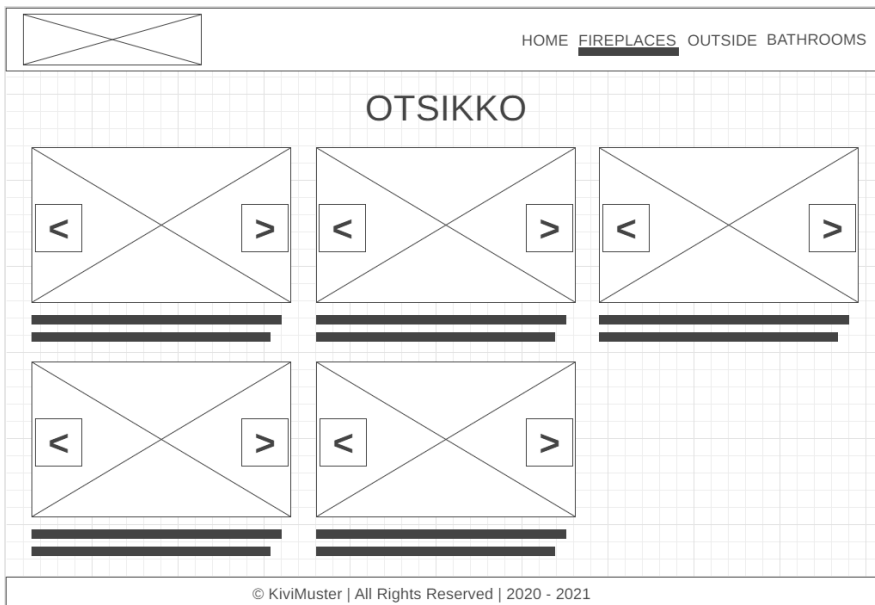 HOME FIREPLACES OUTSIDE BATHROOMS
OTSIKKO
< > < > < >
< > < >
© KiviMuster | All Rights Reserved | 2020 - 2021